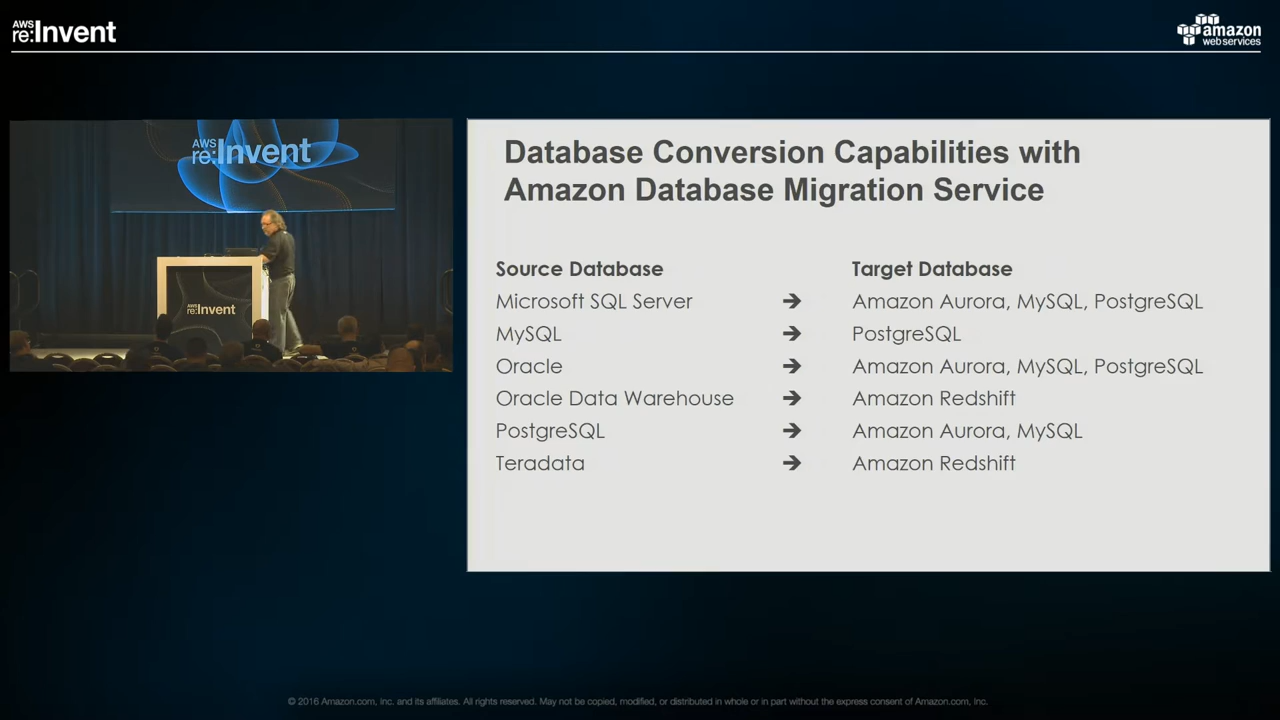 AWS
re:Invent
amazon
web services
AWS
re:Invent
AWS
re:Invent
Database Conversion Capabilities with
Amazon Database Migration Service
Source Database Target Database
Microsoft SQL Server → Amazon Aurora, MySQL, PostgreSQL
MySQL → PostgreSQL
Oracle → Amazon Aurora, MySQL, PostgreSQL
Oracle Data Warehouse → Amazon Redshift
PostgreSQL → Amazon Aurora, MySQL
Teradata → Amazon Redshift
© 2016 Amazon.com, Inc. and its affiliates. All rights reserved. May not be copied, modified, or distributed in whole or in part without the express consent of Amazon.com, Inc.